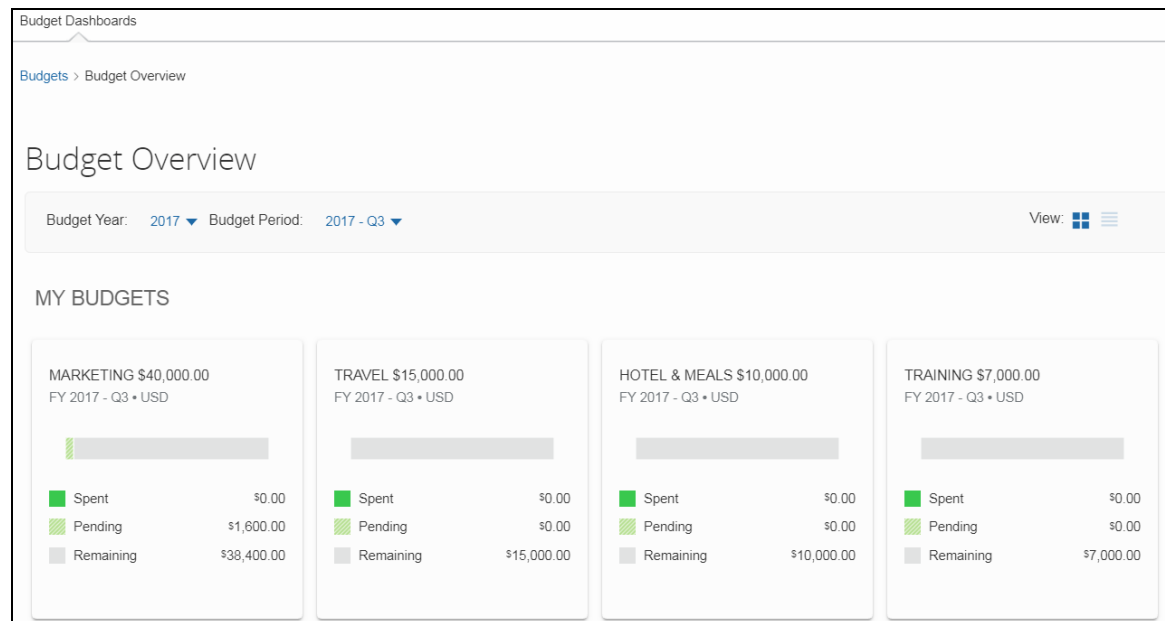 Budget Dashboards
Budgets > Budget Overview
Budget Overview
Budget Year: 2017 Budget Period: 2017 - Q3 View:
MY BUDGETS
MARKETING $40,000.00
FY 2017 - Q3 • USD
Spent $0.00
Pending $1,600.00
Remaining $38,400.00
TRAVEL $15,000.00
FY 2017 - Q3 • USD
Spent $0.00
Pending $0.00
Remaining $15,000.00
HOTEL & MEALS $10,000.00
FY 2017 - Q3 • USD
Spent $0.00
Pending $0.00
Remaining $10,000.00
TRAINING $7,000.00
FY 2017 - Q3 • USD
Spent $0.00
Pending $0.00
Remaining $7,000.00